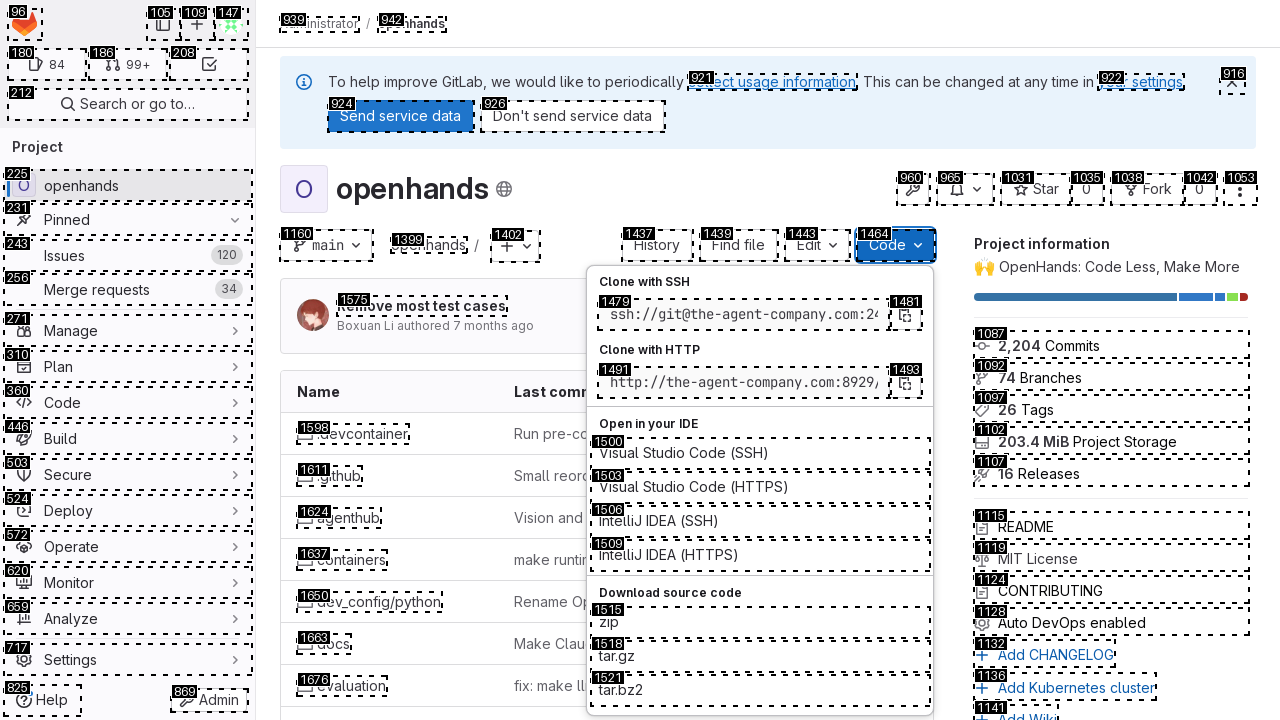 96
105
109
147
939
Administrator
/
942
openhands
180
84
186
99+
208
212
Search or go to…
To help improve GitLab, we would like to periodically
921
collect usage information. This can be changed at any time in
922
your settings.
916
924
Send service data
926
Don't send service data
Project
225
O
openhands
231
Pinned
243
Issues
120
256
Merge requests
34
271
Manage
310
Plan
360
Code
446
Build
503
Secure
524
Deploy
572
Operate
620
Monitor
659
Analyze
717
Settings
825
Help
869
Admin
O
openhands
960
965
1031
Star
1035
0
1038
Fork
1042
0
1053
1160
main
1399
openhands
/
1402
1437
History
1439
Find file
1443
Edit
1464
Code
1575
Remove most test cases
Boxuan Li authored 7 months ago
Name
Last comm
1598
.devcontainer
Run pre-co
1611
.github
Small reor
1624
agenthub
Vision and
1637
containers
make runtin
1650
dev_config/python
Rename Op
1663
docs
Make Clau
1676
evaluation
fix: make ll
Clone with SSH
1479
ssh://git@the-agent-company.com:24
1481
Clone with HTTP
1491
http://the-agent-company.com:8929/
1493
Open in your IDE
1500
Visual Studio Code (SSH)
1503
Visual Studio Code (HTTPS)
1506
IntelliJ IDEA (SSH)
1509
IntelliJ IDEA (HTTPS)
Download source code
1515
zip
1518
tar.gz
1521
tar.bz2
Project information
🙌 OpenHands: Code Less, Make More
1087
2,204 Commits
1092
74 Branches
1097
26 Tags
1102
203.4 MiB Project Storage
1107
16 Releases
1115
README
1119
MIT License
1124
CONTRIBUTING
1128
Auto DevOps enabled
1132
Add CHANGELOG
1136
Add Kubernetes cluster
1141
Add Wiki